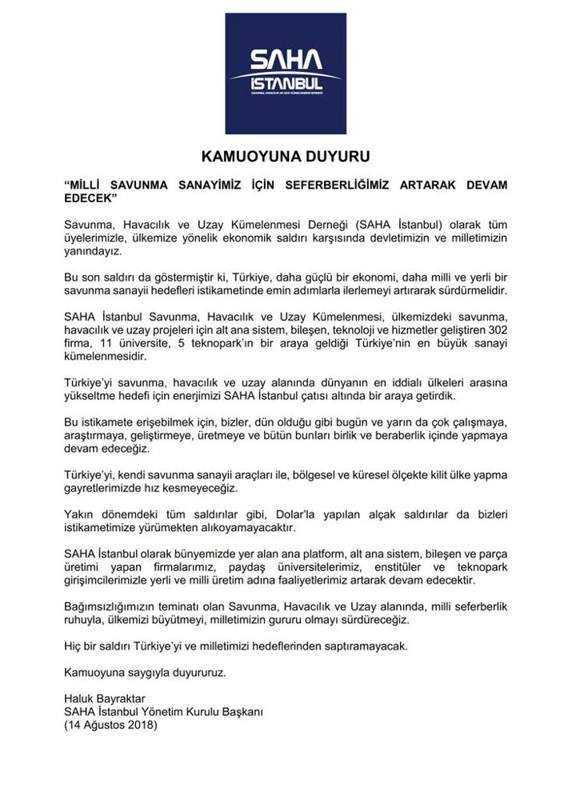 SAHA
İSTANBUL
SAVUNMA, HAVACILIK VE UZAY KÜMELENMESİ DERNEĞİ
KAMUOYUNA DUYURU
“MİLLİ SAVUNMA SANAYİMİZ İÇİN SEFERBERLİĞİMİZ ARTARAK DEVAM
EDECEK”
Savunma, Havacılık ve Uzay Kümelenmesi Derneği (SAHA İstanbul) olarak tüm
üyelerimizle, ülkemize yönelik ekonomik saldırı karşısında devletimizin ve milletimizin
yanındayız.
Bu son saldırı da göstermiştir ki, Türkiye, daha güçlü bir ekonomi, daha milli ve yerli bir
savunma sanayii hedefleri istikametinde emin adımlarla ilerlemeyi artırarak sürdürmelidir.
SAHA İstanbul Savunma, Havacılık ve Uzay Kümelenmesi, ülkemizdeki savunma,
havacılık ve uzay projeleri için alt ana sistem, bileşen, teknoloji ve hizmetler geliştiren 302
firma, 11 üniversite, 5 teknopark’ın bir araya geldiği Türkiye’nin en büyük sanayi
kümelenmesidir.
Türkiye’yi savunma, havacılık ve uzay alanında dünyanın en iddialı ülkeleri arasına
yükseltme hedefi için enerjimizi SAHA İstanbul çatısı altında bir araya getirdik.
Bu istikamete erişebilmek için, bizler, dün olduğu gibi bugün ve yarın da çok çalışmaya,
araştırmaya, geliştirmeye, üretmeye ve bütün bunları birlik ve beraberlik içinde yapmaya
devam edeceğiz.
Türkiye’yi, kendi savunma sanayii araçları ile, bölgesel ve küresel ölçekte kilit ülke yapma
gayretlerimizde hız kesmeyeceğiz.
Yakın dönemdeki tüm saldırılar gibi, Dolar’la yapılan alçak saldırılar da bizleri
istikametimizde yürümekten alıkoyamayacaktır.
SAHA İstanbul olarak bünyemizde yer alan ana platform, alt ana sistem, bileşen ve parça
üretimi yapan firmalarımız, paydaş üniversitelerimiz, enstitüler ve teknopark
girişimcilerimizle yerli ve milli üretim adına faaliyetlerimiz artarak devam edecektir.
Bağımsızlığımızın teminatı olan Savunma, Havacılık ve Uzay alanında, milli seferberlik
ruhuyla, ülkemizi büyütmeyi, milletimizin gururu olmayı sürdüreceğiz.
Hiç bir saldırı Türkiye’yi ve milletimizi hedeflerinden saptıramayacak.
Kamuoyuna saygıyla duyururuz.
Haluk Bayraktar
SAHA İstanbul Yönetim Kurulu Başkanı
(14 Ağustos 2018)